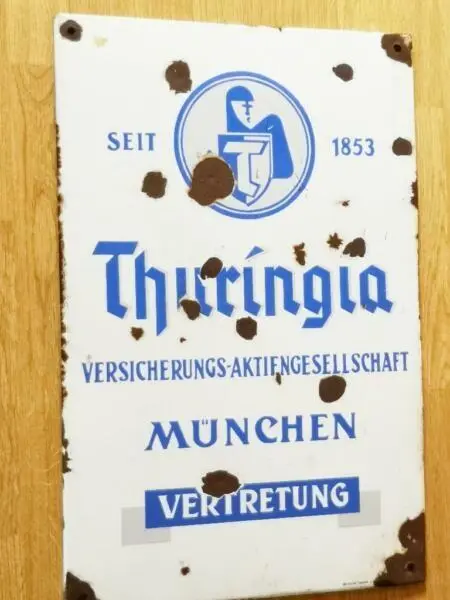 SEIT 1853
T
Thuringia
VERSICHERUNGS-AKTIENGESELLSCHAFT
MÜNCHEN
VERTRETUNG